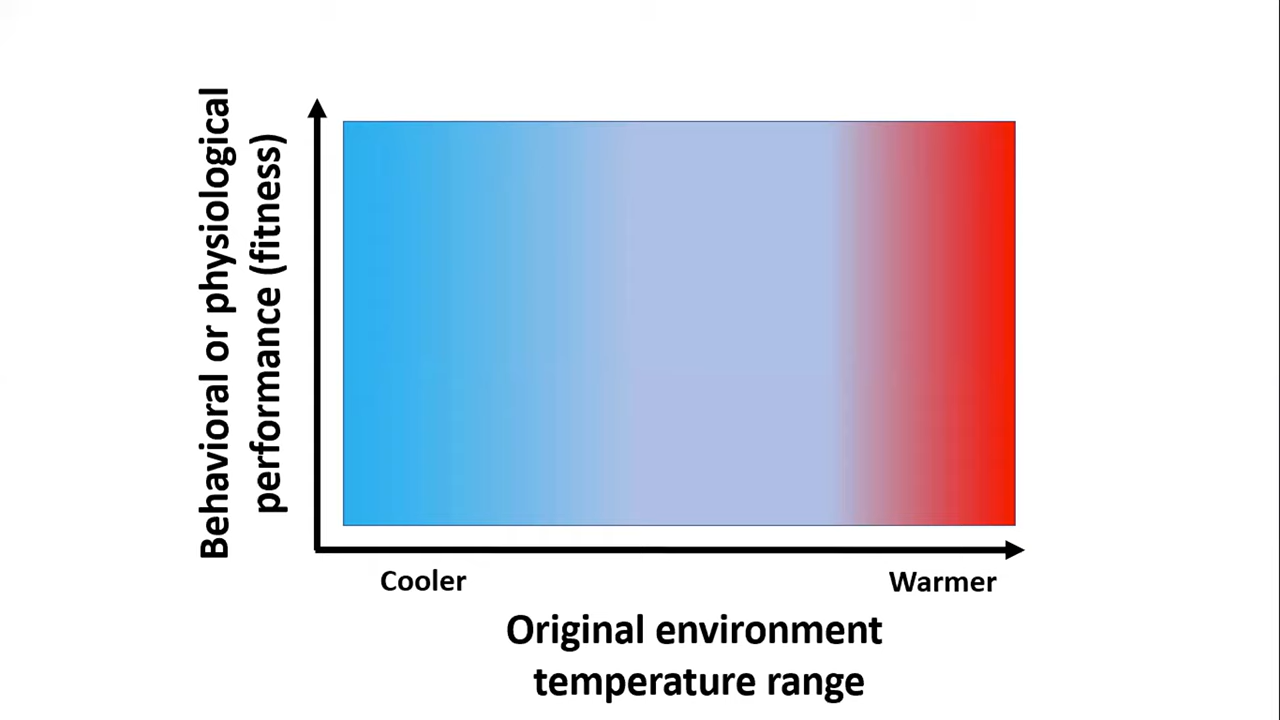 Behavioral or physiological
performance (fitness)
Cooler
Warmer
Original environment
temperature range